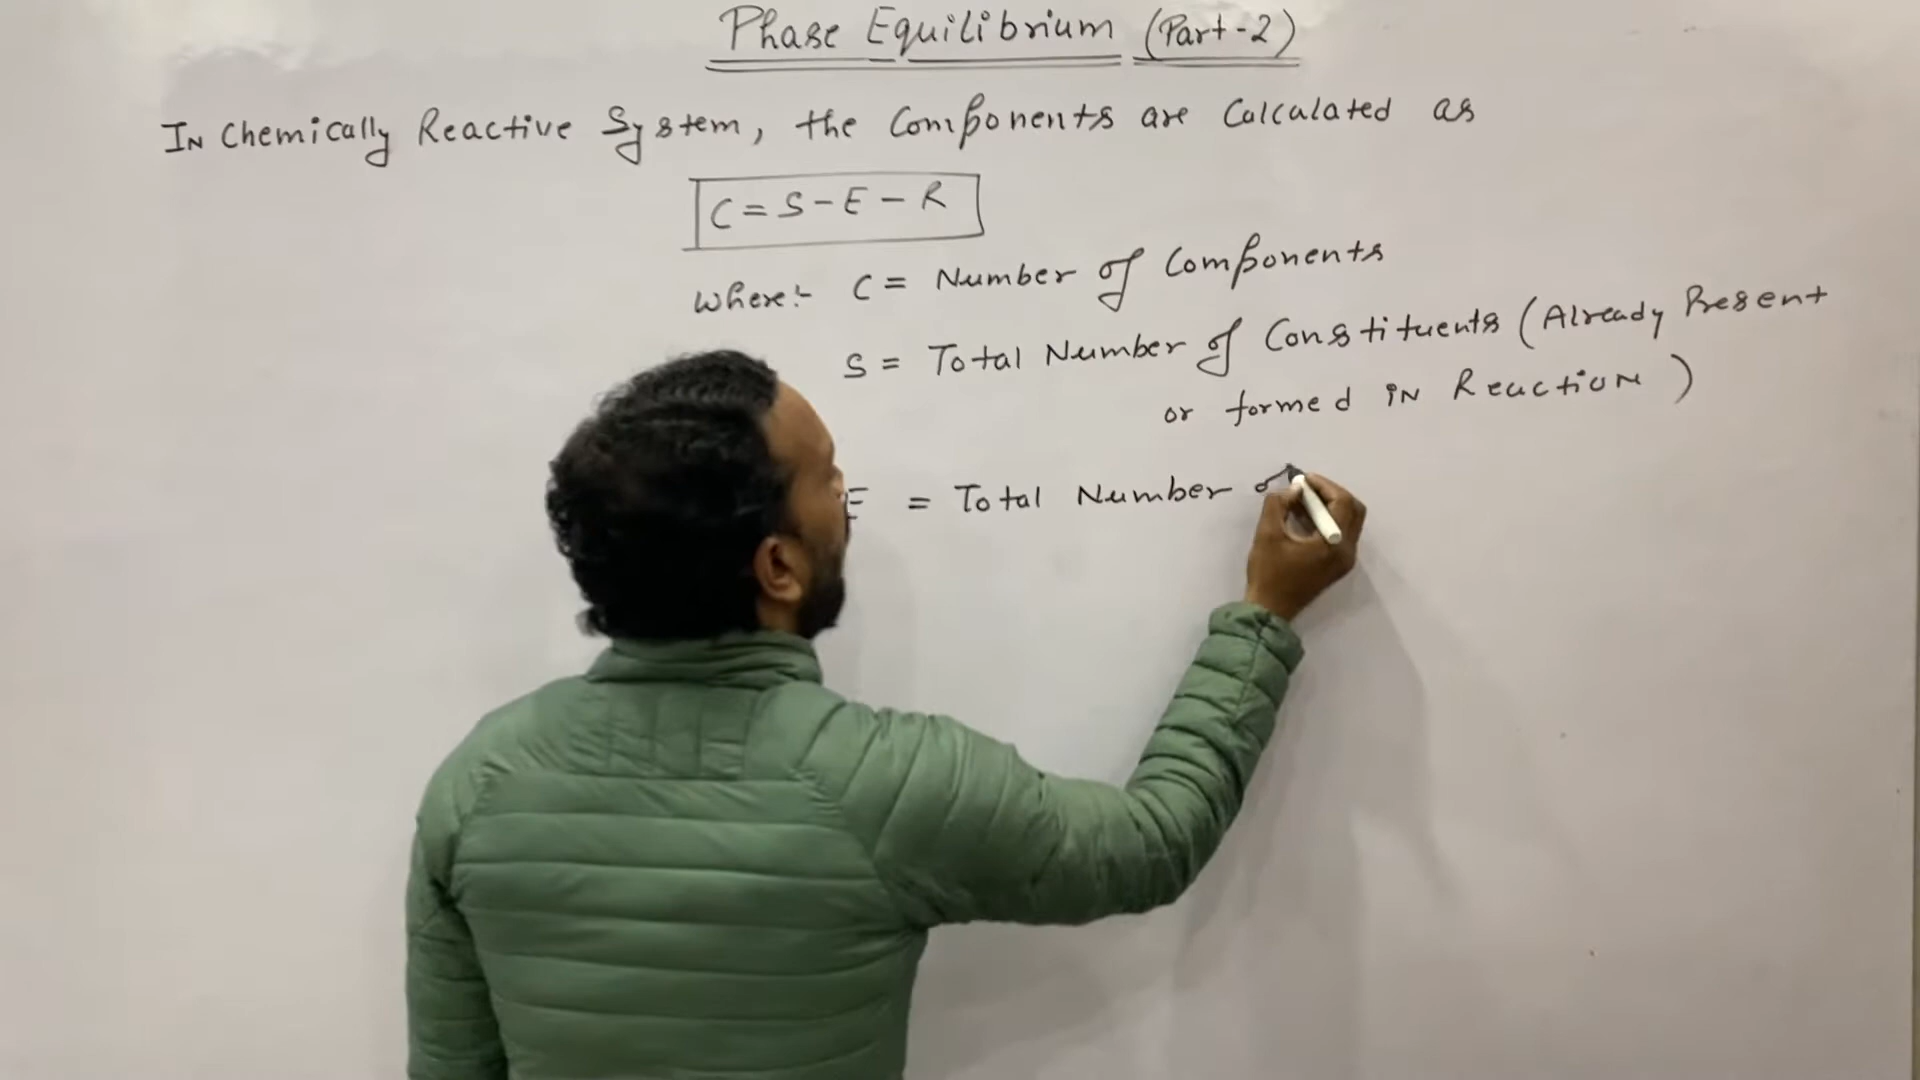 Phase Equilibrium (Part-2)
IN Chemically Reactive System, the Components are Calculated as
C = S - E - R
where:- C = Number of Components
S = Total Number of Constituents (Already Present
or formed in Reaction)
E = Total Number of